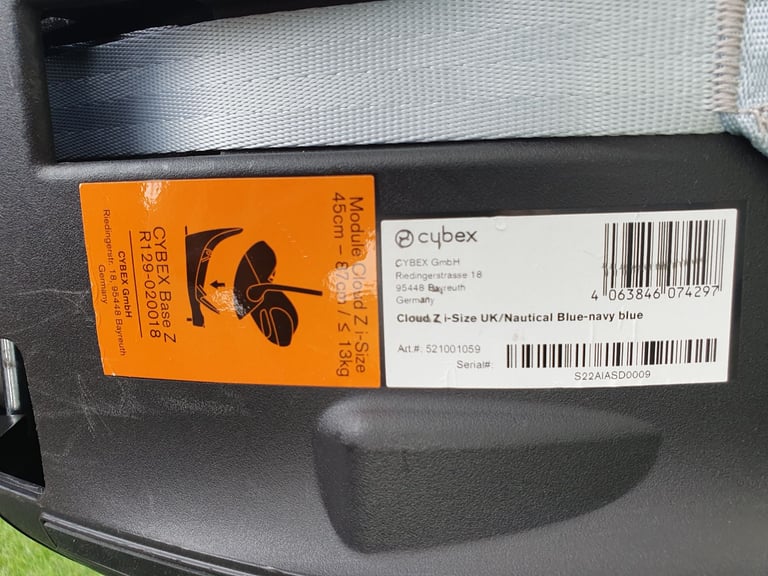 Module Cloud Z i-Size
45cm – 87cm / ≤ 13kg
CYBEX Base Z
R129-020018
CYBEX GmbH
Riedingerstr. 18, 95448 Bayreuth
Germany
cybex
CYBEX GmbH
Riedingerstrasse 18
95448 Bayreuth
Germany
4 063846 074297
Cloud Z i-Size UK/Nautical Blue-navy blue
Art.#: 521001059
Serial#:
S22AIASD0009